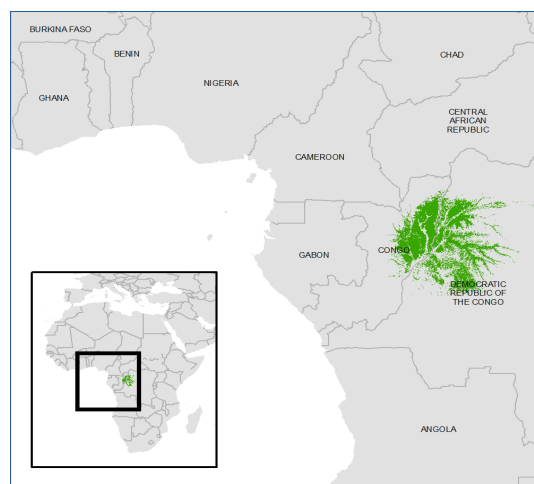 BURKINA FASO
CHAD
BENIN
NIGERIA
GHANA
CENTRAL
AFRICAN
REPUBLIC
CAMEROON
CONGO
GABON
DEMOCRATIC
REPUBLIC OF
THE CONGO
ANGOLA